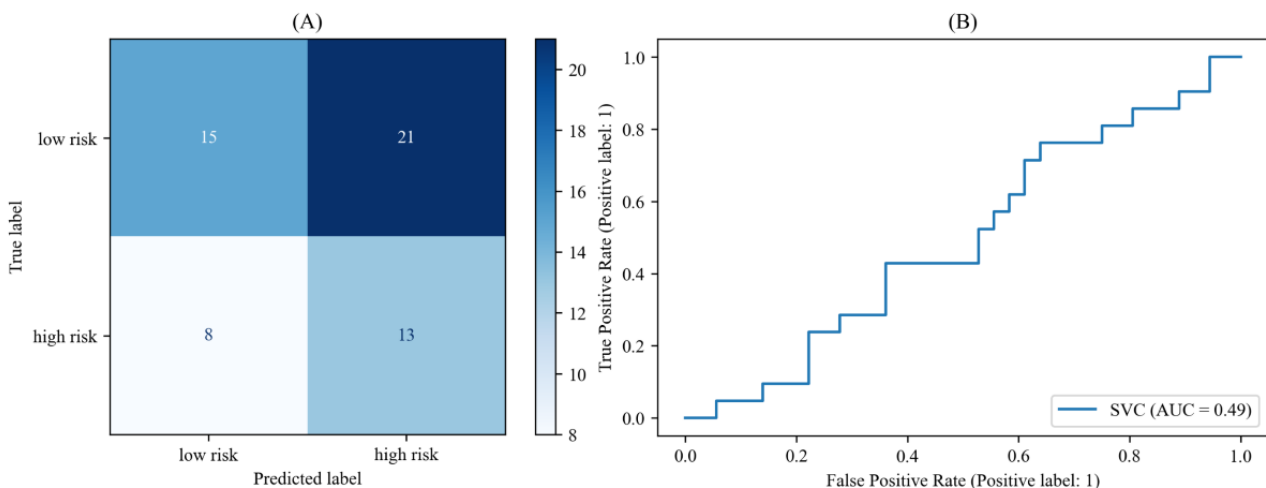 (A)
True label
low risk
high risk
15
21
8
13
low risk
high risk
Predicted label
20
18
16
14
12
10
8
(B)
True Positive Rate (Positive label: 1)
1.0
0.8
0.6
0.4
0.2
0.0
SVC (AUC = 0.49)
0.0
0.2
0.4
0.6
0.8
1.0
False Positive Rate (Positive label: 1)